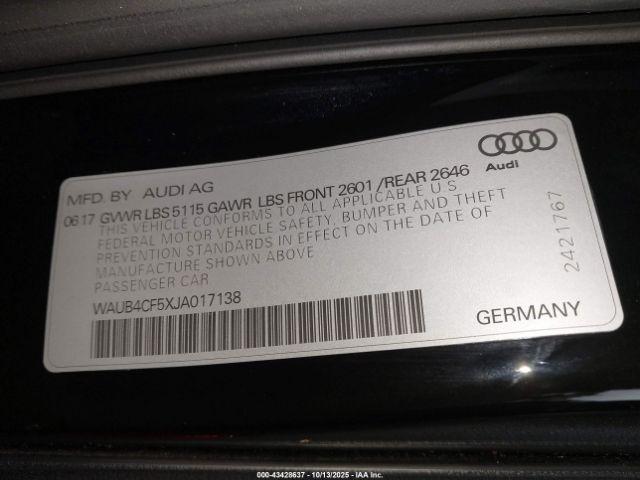 MFD. BY AUDI AG
Audi
06.17 GVWR LBS 5115 GAWR LBS FRONT 2601 /REAR 2646
THIS VEHICLE CONFORMS TO ALL APPLICABLE U.S
FEDERAL MOTOR VEHICLE SAFETY, BUMPER AND THEFT
PREVENTION STANDARDS IN EFFECT ON THE DATE OF
MANUFACTURE SHOWN ABOVE
PASSENGER CAR
WAUB4CF5XJA017138
2421767
GERMANY
000-43428637 - 10/13/2025 - IAA Inc.